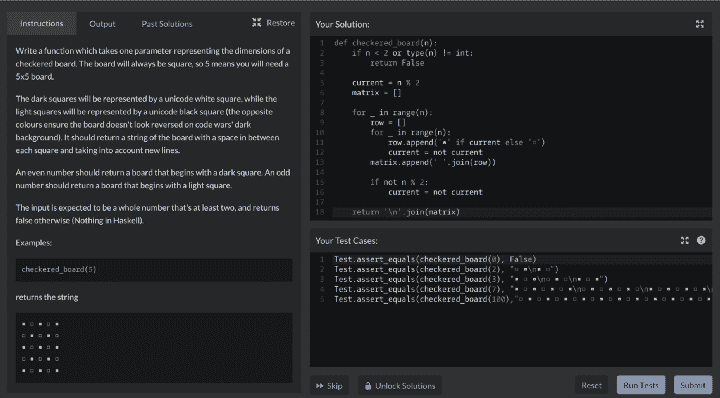 Instructions
Output
Past Solutions
Restore
Write a function which takes one parameter representing the dimensions of a
checkered board. The board will always be square, so 5 means you will need a
5x5 board.
The dark squares will be represented by a unicode white square, while the
light squares will be represented by a unicode black square (the opposite
colours ensure the board doesn't look reversed on code wars' dark
background). It should return a string of the board with a space in between
each square and taking into account new lines.
An even number should return a board that begins with a dark square. An odd
number should return a board that begins with a light square.
The input is expected to be a whole number that's at least two, and returns
false otherwise (Nothing in Haskell).
Examples:
checkered_board(5)
returns the string
■ □ ■ □ ■
□ ■ □ ■ □
■ □ ■ □ ■
□ ■ □ ■ □
■ □ ■ □ ■
Your Solution:
1 def checkered_board(n):
2     if n < 2 or type(n) != int:
3         return False
4
5     current = n % 2
6     matrix = []
7
8     for _ in range(n):
9         row = []
10         for _ in range(n):
11             row.append('■' if current else '□')
12             current = not current
13         matrix.append(' '.join(row))
14
15         if not n % 2:
16             current = not current
17
18     return '\n'.join(matrix)
Your Test Cases:
1 Test.assert_equals(checkered_board(0), False)
2 Test.assert_equals(checkered_board(2), "□ ■\n■ □")
3 Test.assert_equals(checkered_board(3), "■ □ ■\n□ ■ □\n■ □ ■")
4 Test.assert_equals(checkered_board(7), "■ □ ■ □ ■ □ ■\n□ ■ □ ■ □ ■ □\n■ □ ■ □ ■ □ ■\
5 Test.assert_equals(checkered_board(100),"□ ■ □ ■ □ ■ □ ■ □ ■ □ ■ □ ■ □ ■ □ ■
Skip
Unlock Solutions
Reset
Run Tests
Submit